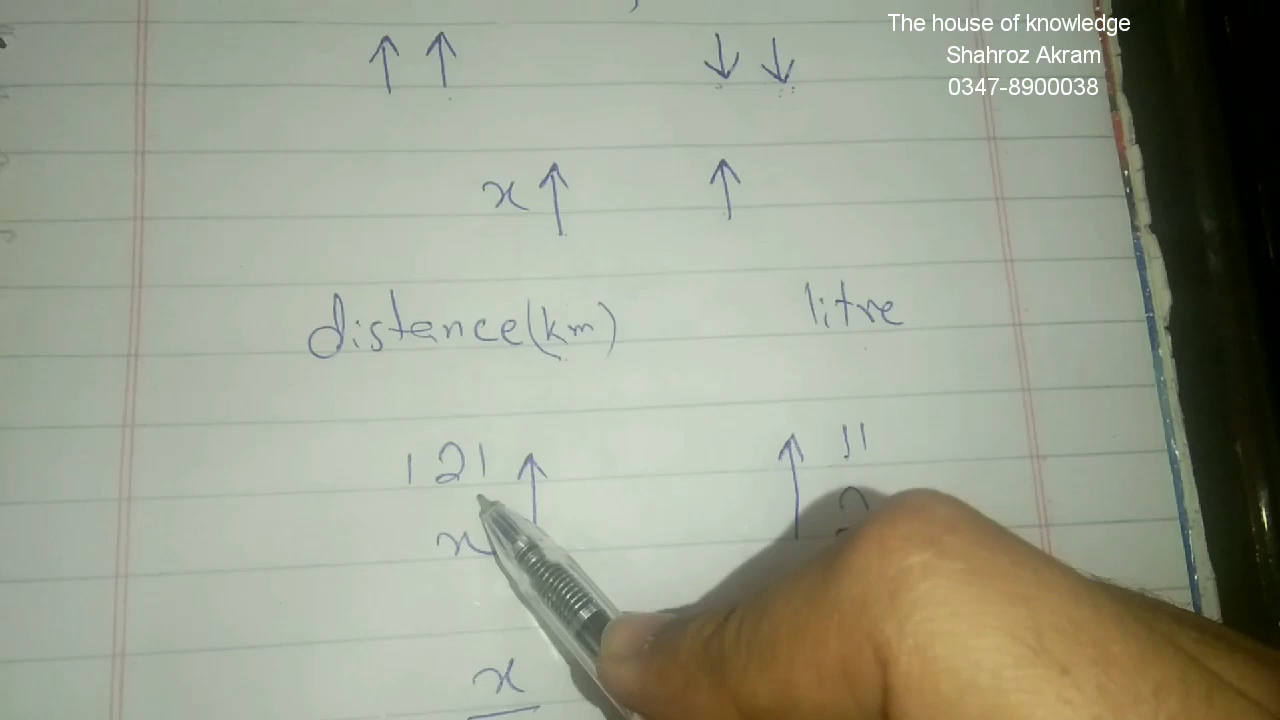 The house of knowledge
Shahroz Akram
0347-8900038
↑ ↑ ↓ ↓
x ↑ ↑
distence(km) litre
121 ↑ ↑ 11
x
x